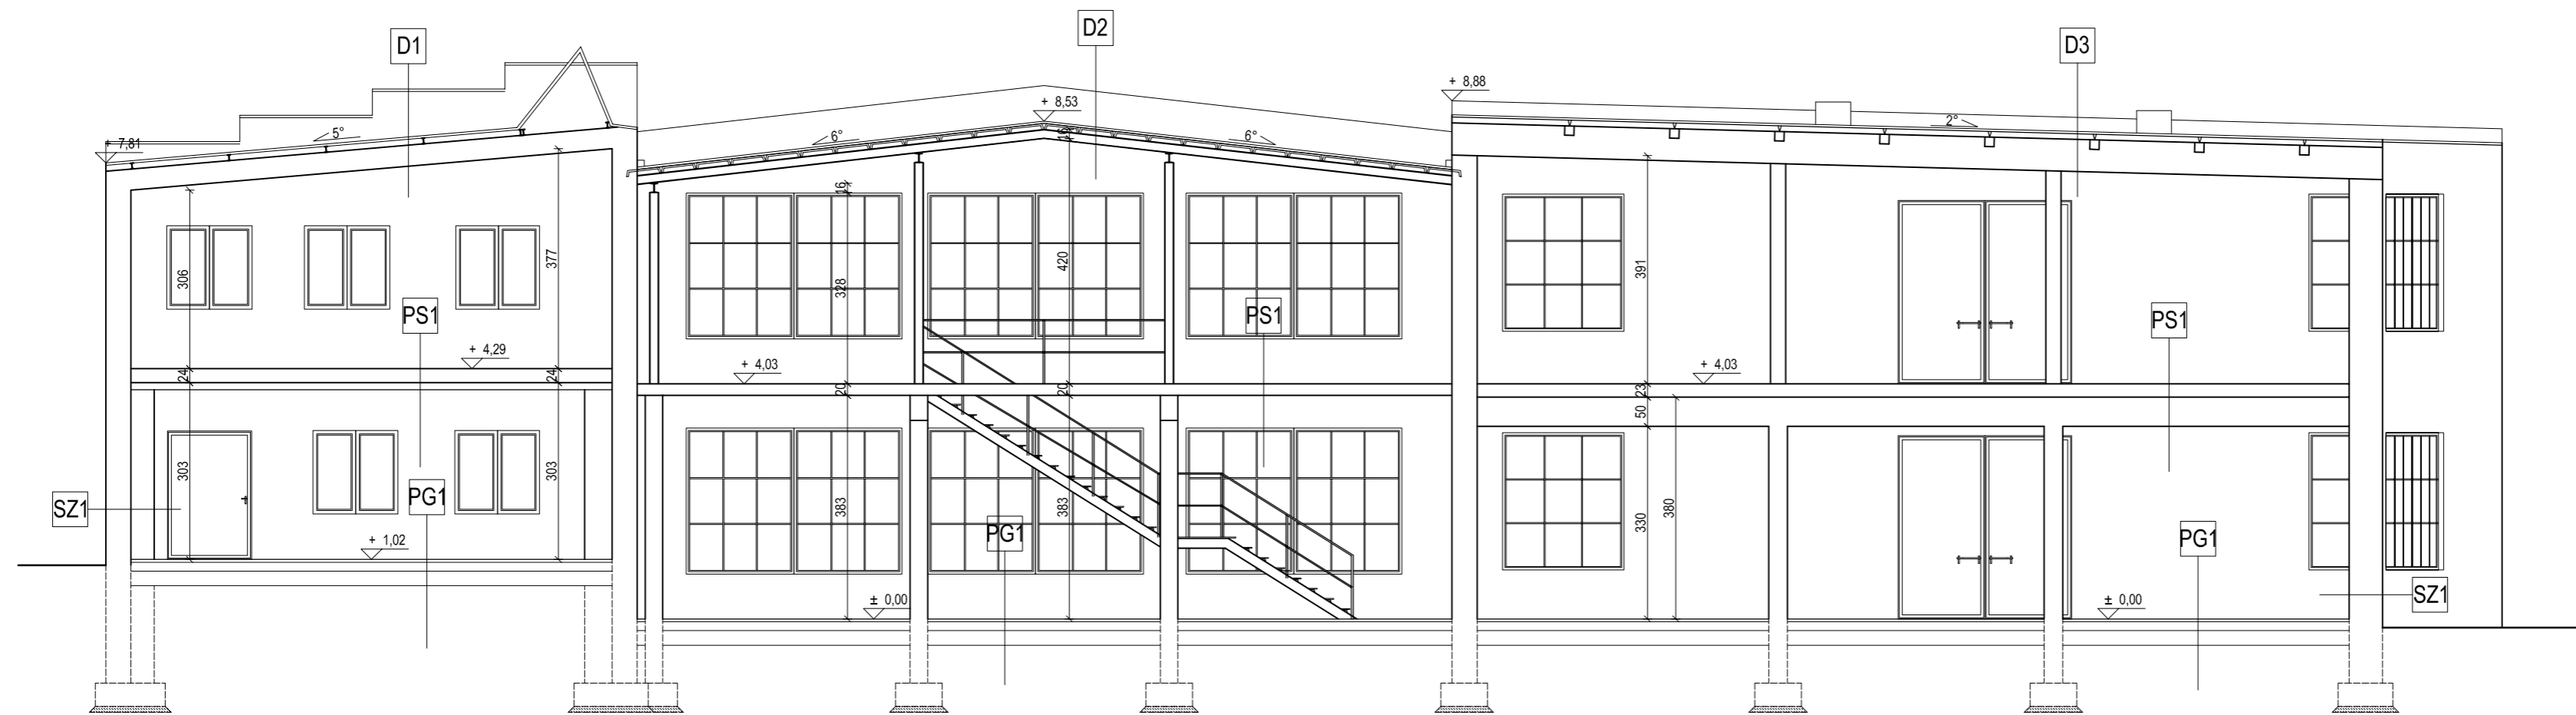 D1
D2
D3
+ 8,88
+ 8,53
+ 7,81
5°
6°
6°
2°
16
306
377
328
420
391
PS1
PS1
PS1
+ 4,29
+ 4,03
+ 4,03
24
24
20
20
23
50
303
303
383
383
330
380
SZ1
PG1
PG1
PG1
+ 1,02
± 0,00
± 0,00
SZ1